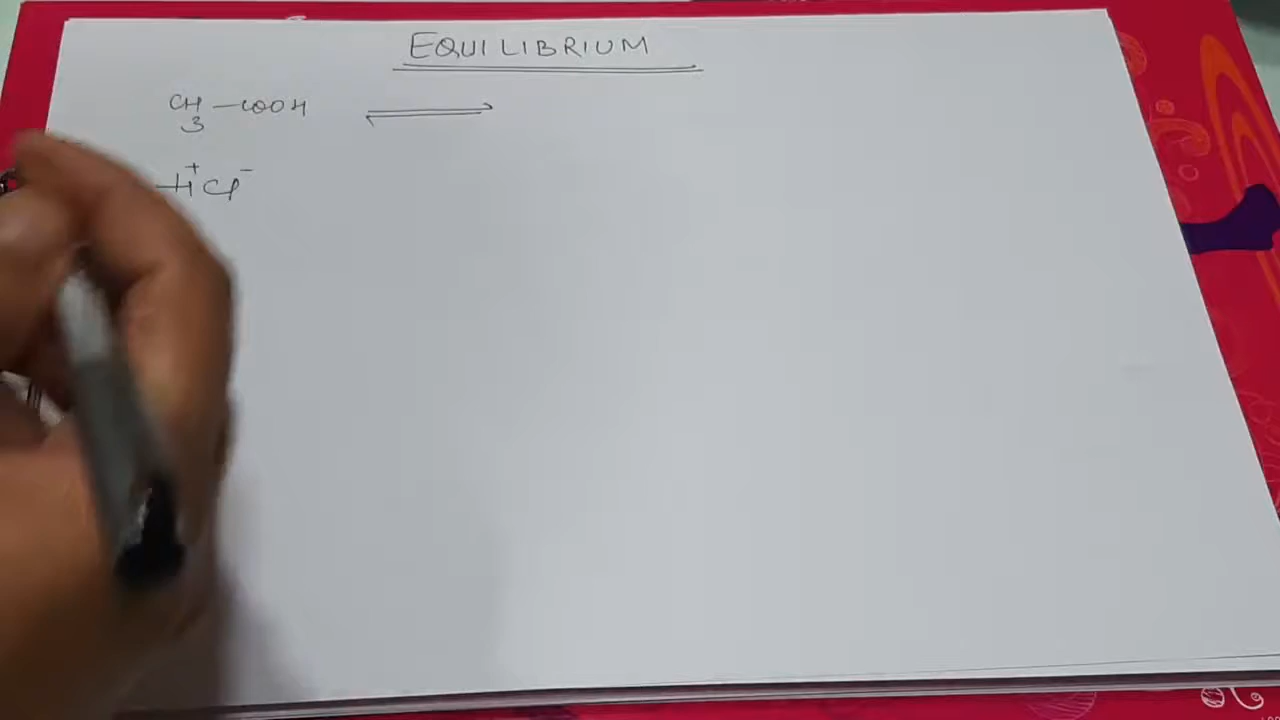 EQUILIBRIUM
CH3 – COOH ⇌
H⁺ Cl⁻